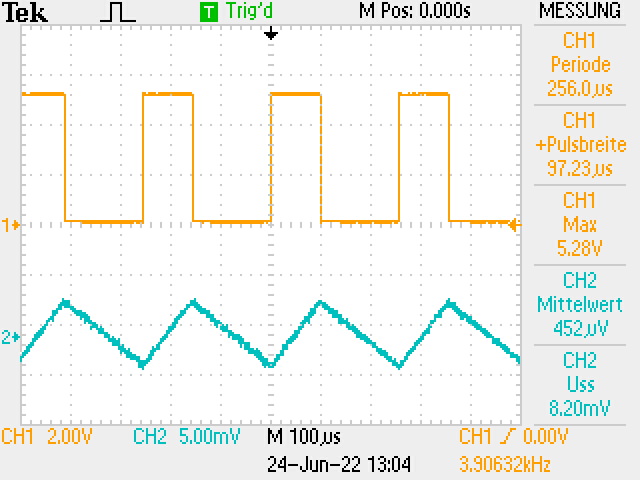 Tek T Trig'd M Pos: 0.000s MESSUNG
CH1
Periode
256.0µs
CH1
+Pulsbreite
97.23µs
CH1
Max
5.28V
CH2
Mittelwert
452µV
CH2
Uss
8.20mV
1
2
CH1 2.00V CH2 5.00mV M 100µs CH1 0.00V
24-Jun-22 13:04 3.90632kHz